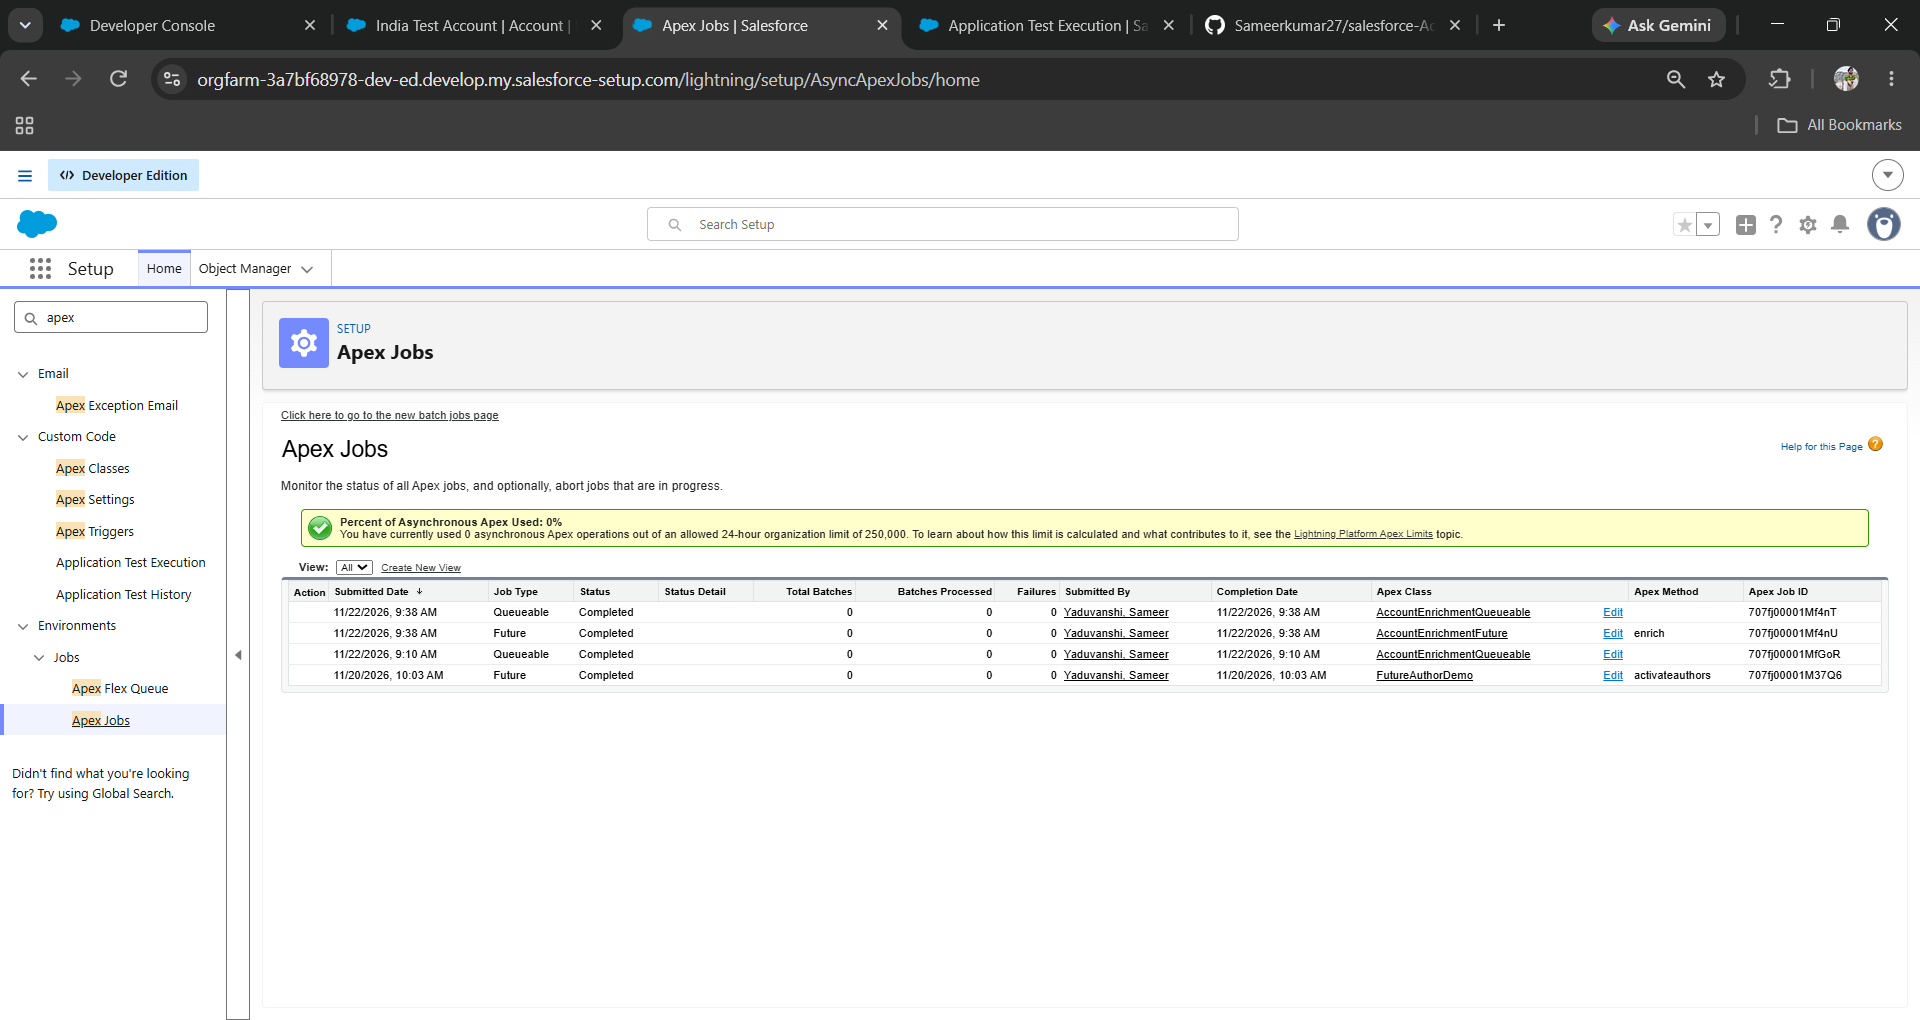 Developer Console
India Test Account | Account |
Apex Jobs | Salesforce
Application Test Execution | Sa
Sameerkumar27/salesforce-Ac
Ask Gemini
orgfarm-3a7bf68978-dev-ed.develop.my.salesforce-setup.com/lightning/setup/AsyncApexJobs/home
All Bookmarks
Developer Edition
Search Setup
Setup
Home
Object Manager
apex
Email
Apex Exception Email
Custom Code
Apex Classes
Apex Settings
Apex Triggers
Application Test Execution
Application Test History
Environments
Jobs
Apex Flex Queue
Apex Jobs
Didn't find what you're looking
for? Try using Global Search.
SETUP
Apex Jobs
Click here to go to the new batch jobs page
Apex Jobs
Help for this Page ?
Monitor the status of all Apex jobs, and optionally, abort jobs that are in progress.
Percent of Asynchronous Apex Used: 0%
You have currently used 0 asynchronous Apex operations out of an allowed 24-hour organization limit of 250,000. To learn about how this limit is calculated and what contributes to it, see the Lightning Platform Apex Limits topic.
View: All Create New View
Action Submitted Date Job Type Status Status Detail Total Batches Batches Processed Failures Submitted By Completion Date Apex Class Apex Method Apex Job ID
11/22/2026, 9:38 AM Queueable Completed 0 0 0 Yaduvanshi, Sameer 11/22/2026, 9:38 AM AccountEnrichmentQueueable Edit 707fj00001Mf4nT
11/22/2026, 9:38 AM Future Completed 0 0 0 Yaduvanshi, Sameer 11/22/2026, 9:38 AM AccountEnrichmentFuture Edit enrich 707fj00001Mf4nU
11/22/2026, 9:10 AM Queueable Completed 0 0 0 Yaduvanshi, Sameer 11/22/2026, 9:10 AM AccountEnrichmentQueueable Edit 707fj00001MfGoR
11/20/2026, 10:03 AM Future Completed 0 0 0 Yaduvanshi, Sameer 11/20/2026, 10:03 AM FutureAuthorDemo Edit activateauthors 707fj00001M37Q6